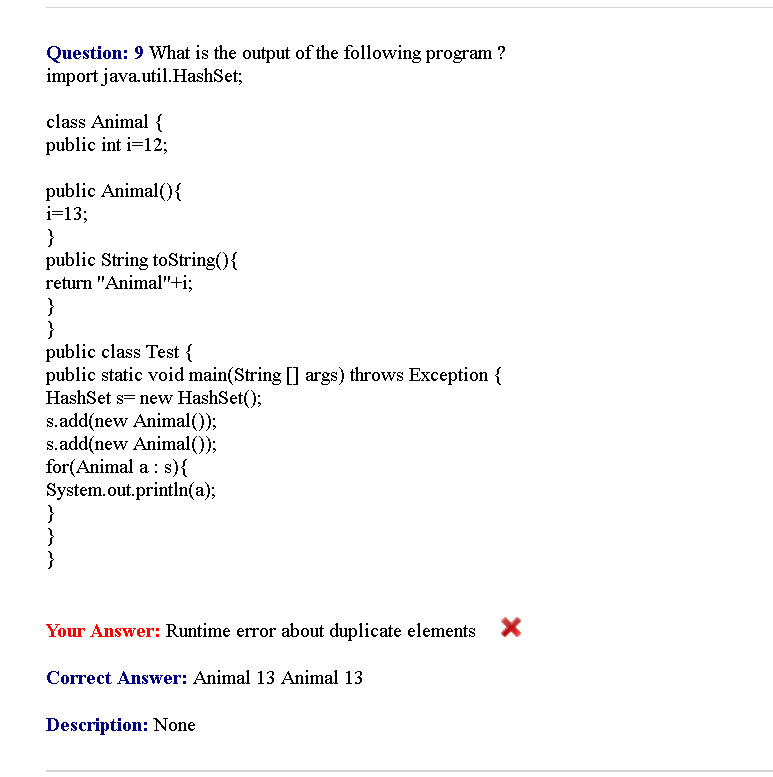 Question: 9 What is the output of the following program ?
import java.util.HashSet;
class Animal {
public int i=12;
public Animal(){
i=13;
}
public String toString(){
return "Animal"+i;
}
}
public class Test {
public static void main(String [] args) throws Exception {
HashSet s= new HashSet();
s.add(new Animal());
s.add(new Animal());
for(Animal a : s){
System.out.println(a);
}
}
}
Your Answer: Runtime error about duplicate elements
Correct Answer: Animal 13 Animal 13
Description: None